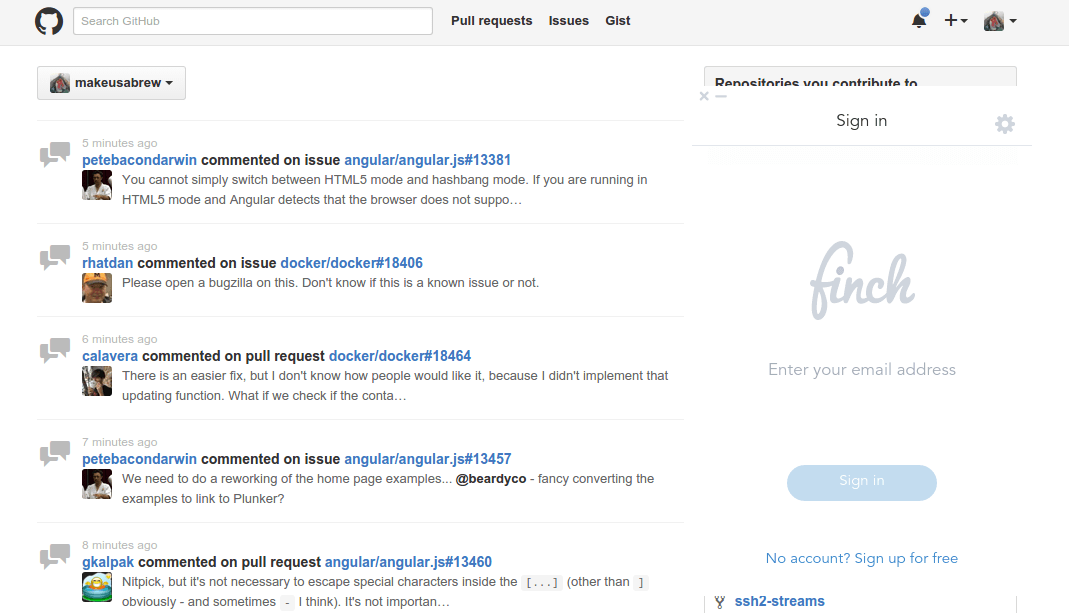 Search GitHub
Pull requests Issues Gist
makeusabrew
5 minutes ago
petebacondarwin commented on issue angular/angular.js#13381
You cannot simply switch between HTML5 mode and hashbang mode. If you are running in
HTML5 mode and Angular detects that the browser does not suppo…
5 minutes ago
rhatdan commented on issue docker/docker#18406
Please open a bugzilla on this. Don't know if this is a known issue or not.
6 minutes ago
calavera commented on pull request docker/docker#18464
There is an easier fix, but I don't know how people would like it, because I didn't implement that
updating function. What if we check if the conta…
7 minutes ago
petebacondarwin commented on issue angular/angular.js#13457
We need to do a reworking of the home page examples... @beardyco - fancy converting the
examples to link to Plunker?
8 minutes ago
gkalpak commented on pull request angular/angular.js#13460
Nitpick, but it's not necessary to escape special characters inside the [...] (other than ]
obviously - and sometimes - I think). It's not importan…
Repositories you contribute to
Sign in
finch
Enter your email address
Sign in
No account? Sign up for free
ssh2-streams